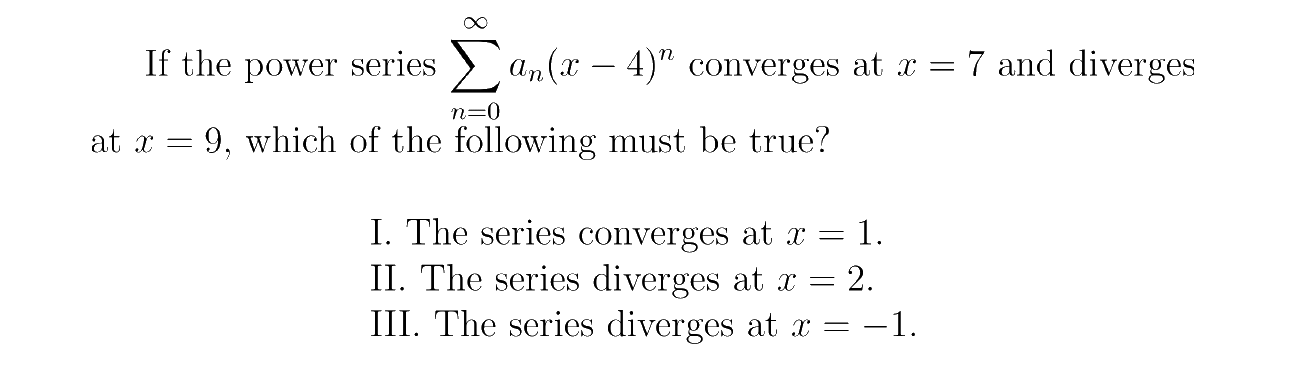 If the power series $\sum_{n=0}^{\infty} a_n(x-4)^n$ converges at $x = 7$ and diverges
at $x = 9$, which of the following must be true?
I. The series converges at $x = 1$.
II. The series diverges at $x = 2$.
III. The series diverges at $x = -1$.